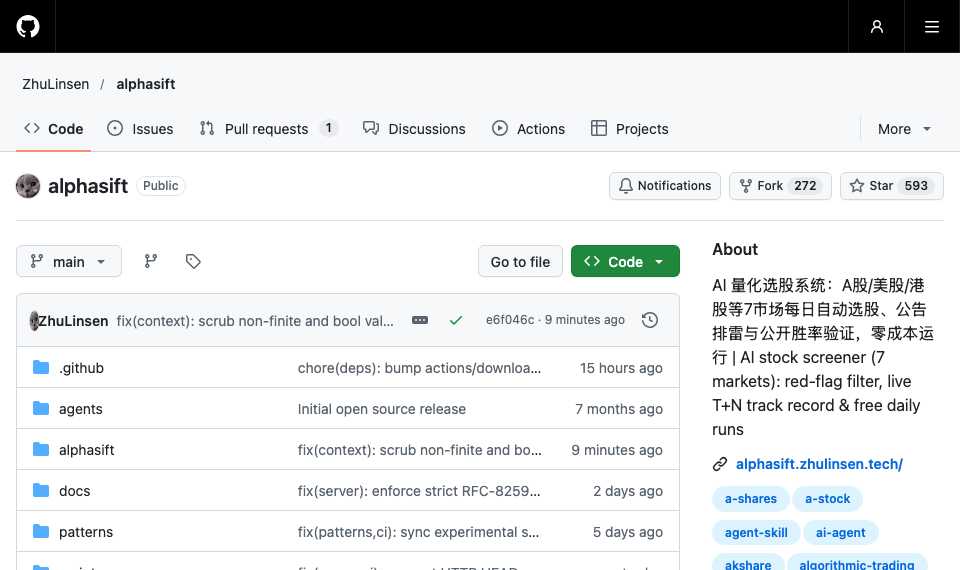 ZhuLinsen / alphasift
Code Issues Pull requests 1 Discussions Actions Projects More
alphasift Public Notifications Fork 272 Star 593
main Go to file Code
ZhuLinsen fix(context): scrub non-finite and bool val... e6f046c · 9 minutes ago
.github chore(deps): bump actions/downloa... 15 hours ago
agents Initial open source release 7 months ago
alphasift fix(context): scrub non-finite and bo... 9 minutes ago
docs fix(server): enforce strict RFC-8259... 2 days ago
patterns fix(patterns,ci): sync experimental s... 5 days ago
About
AI 量化选股系统：A股/美股/港
股等7市场每日自动选股、公告
排雷与公开胜率验证，零成本运
行 | AI stock screener (7
markets): red-flag filter, live
T+N track record & free daily
runs
alphasift.zhulinsen.tech/
a-shares a-stock
agent-skill ai-agent
akshare algorithmic-trading